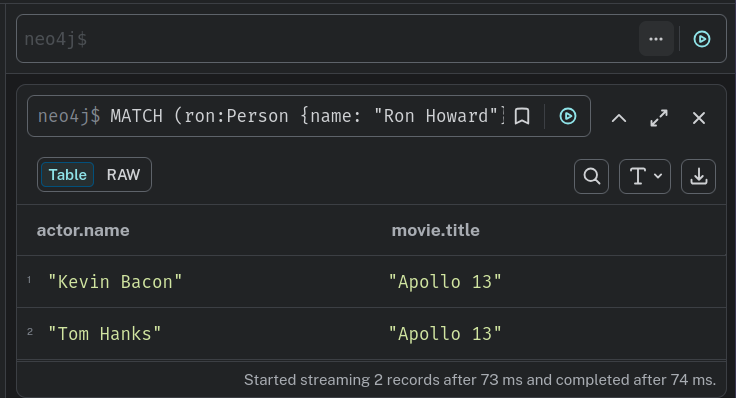 neo4j$
neo4j$ MATCH (ron:Person {name: "Ron Howard"}
Table RAW
T
actor.name movie.title
1 "Kevin Bacon" "Apollo 13"
2 "Tom Hanks" "Apollo 13"
Started streaming 2 records after 73 ms and completed after 74 ms.